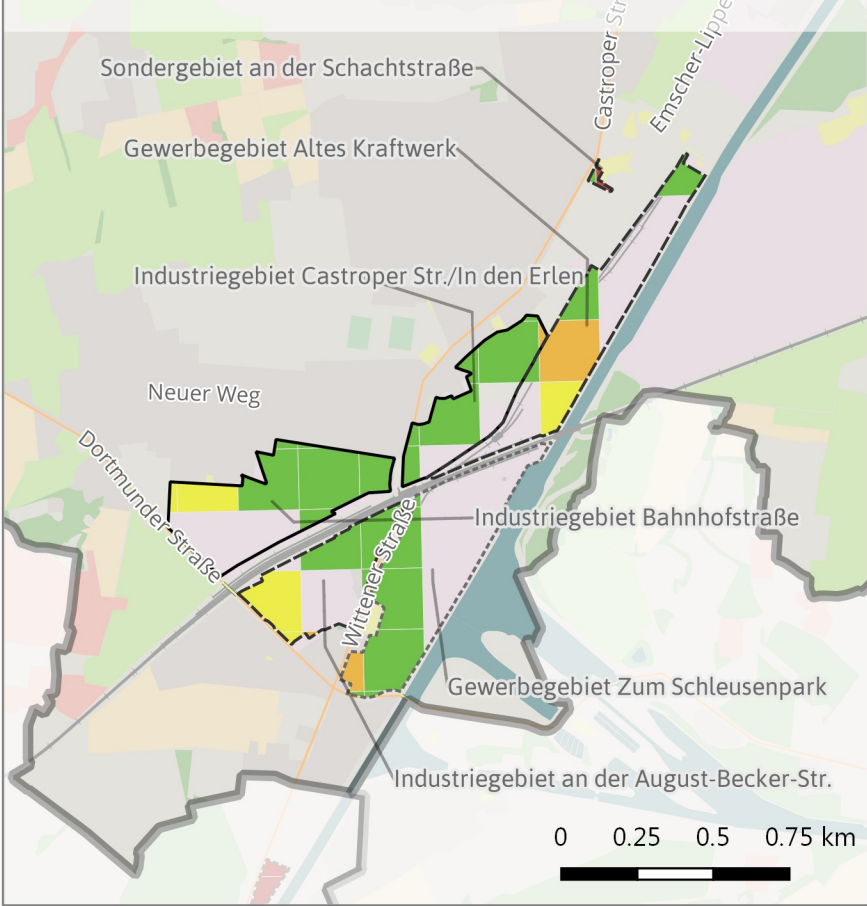 Castroper Str
Emscher-Lippe
Sondergebiet an der Schachtstraße
Gewerbegebiet Altes Kraftwerk
Industriegebiet Castroper Str./In den Erlen
Neuer Weg
Dortmunder Straße
Wittener Straße
Industriegebiet Bahnhofstraße
Gewerbegebiet Zum Schleusenpark
Industriegebiet an der August-Becker-Str.
0 0.25 0.5 0.75 km